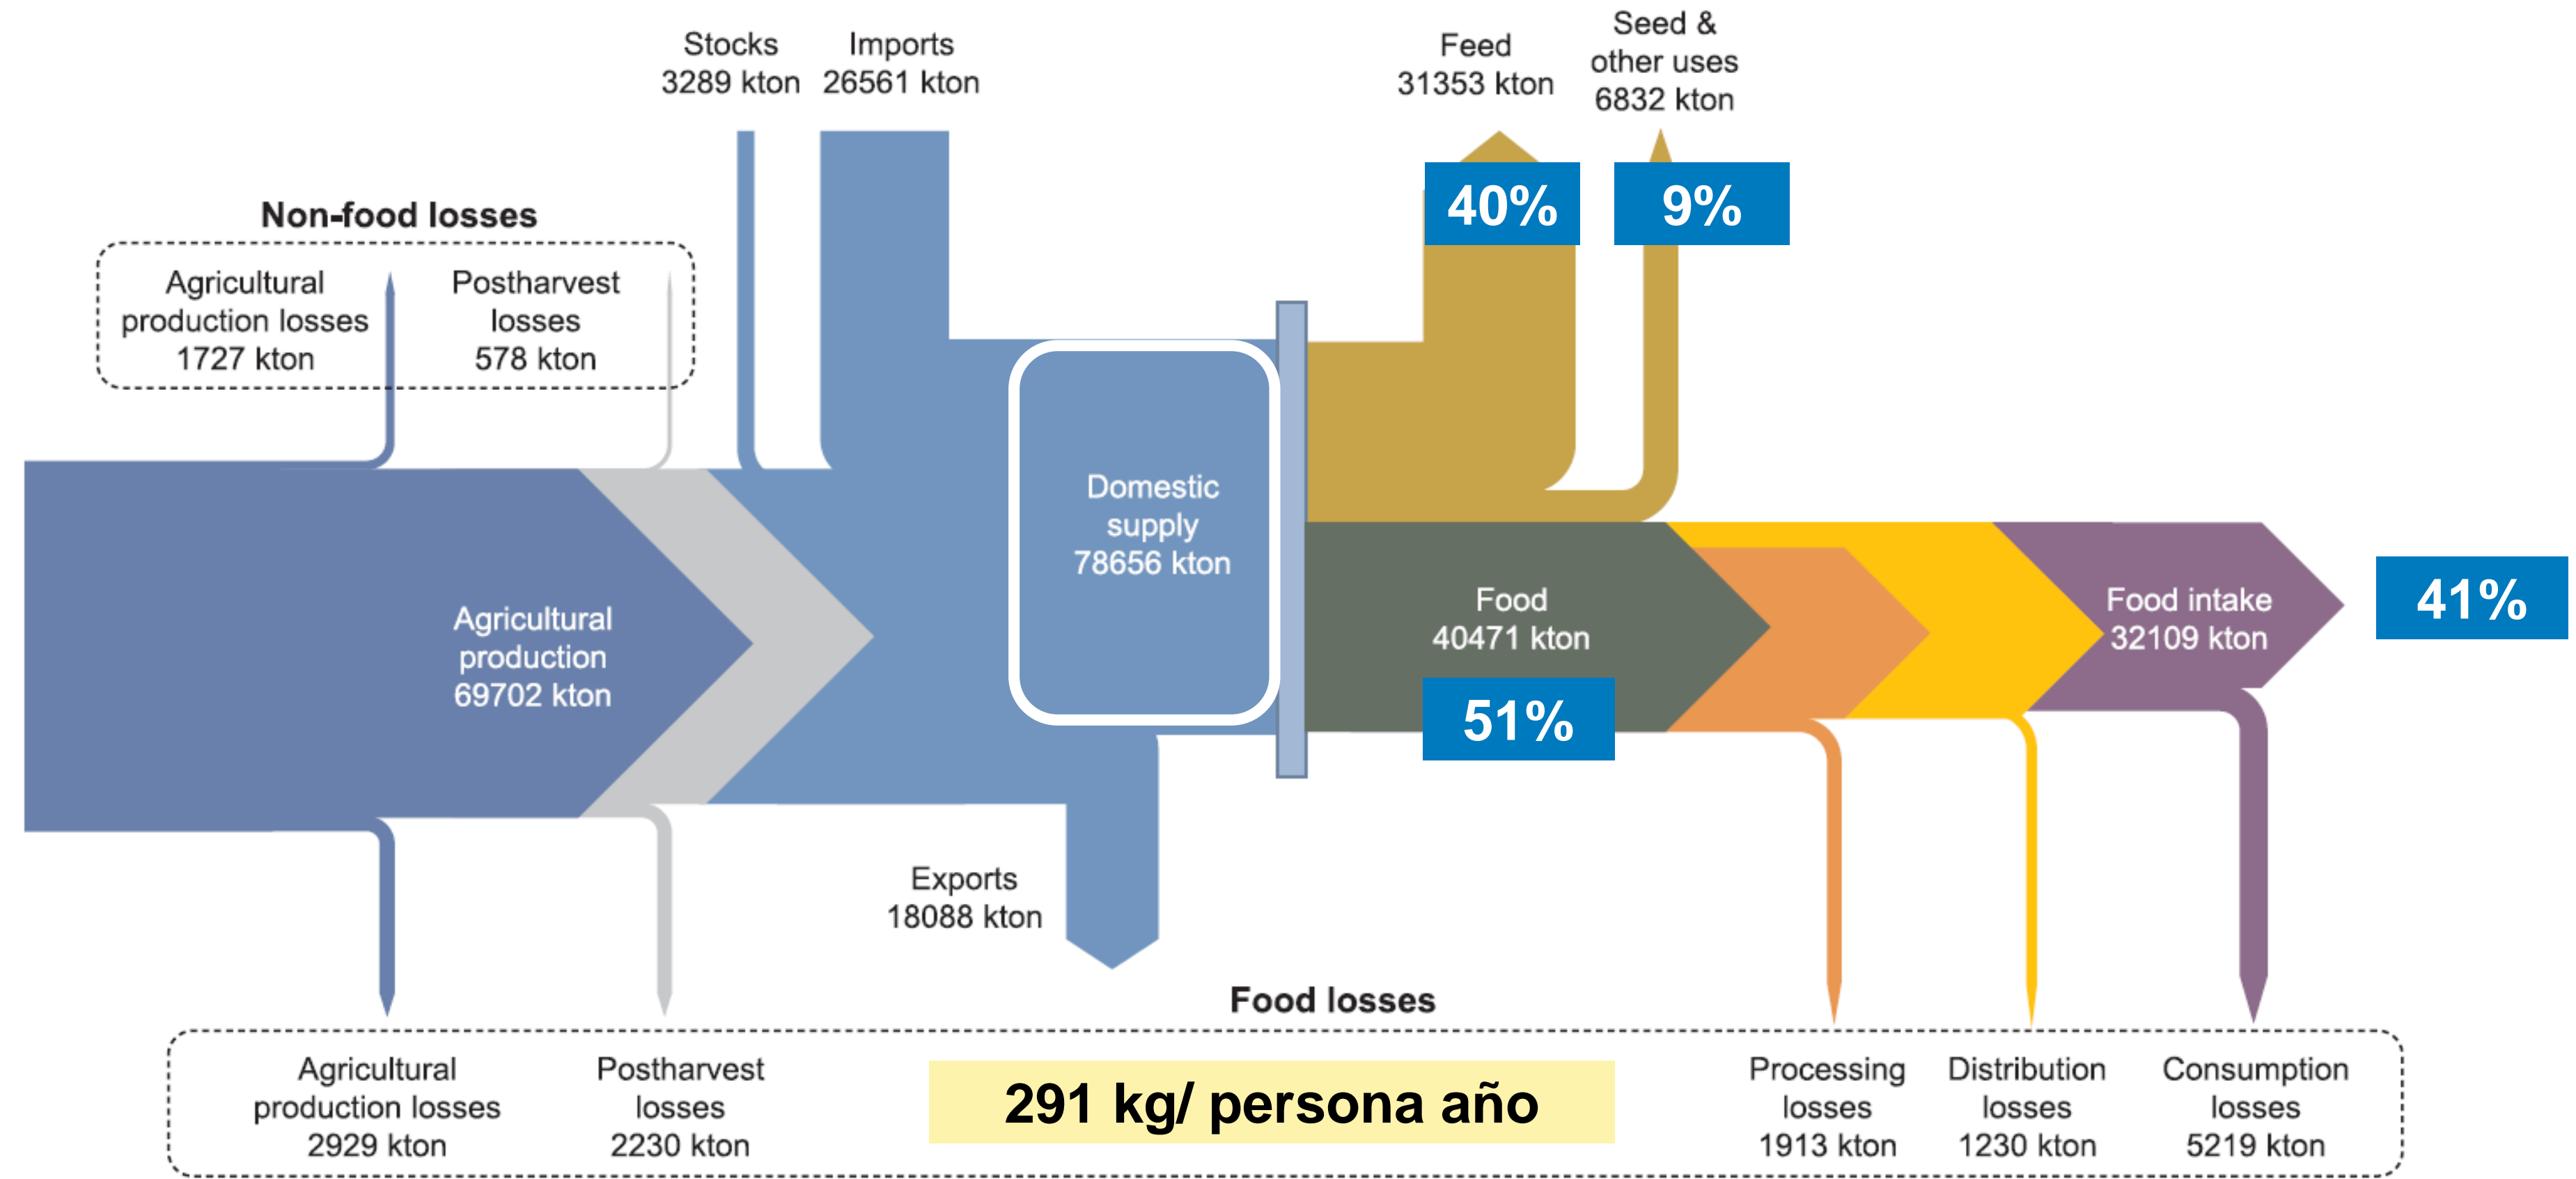 Stocks
3289 kton
Imports
26561 kton
Feed
31353 kton
Seed &
other uses
6832 kton
40%
9%
Non-food losses
Agricultural
production losses
1727 kton
Postharvest
losses
578 kton
Domestic
supply
78656 kton
Agricultural
production
69702 kton
Food
40471 kton
51%
Food intake
32109 kton
41%
Exports
18088 kton
Food losses
Agricultural
production losses
2929 kton
Postharvest
losses
2230 kton
291 kg/ persona año
Processing
losses
1913 kton
Distribution
losses
1230 kton
Consumption
losses
5219 kton